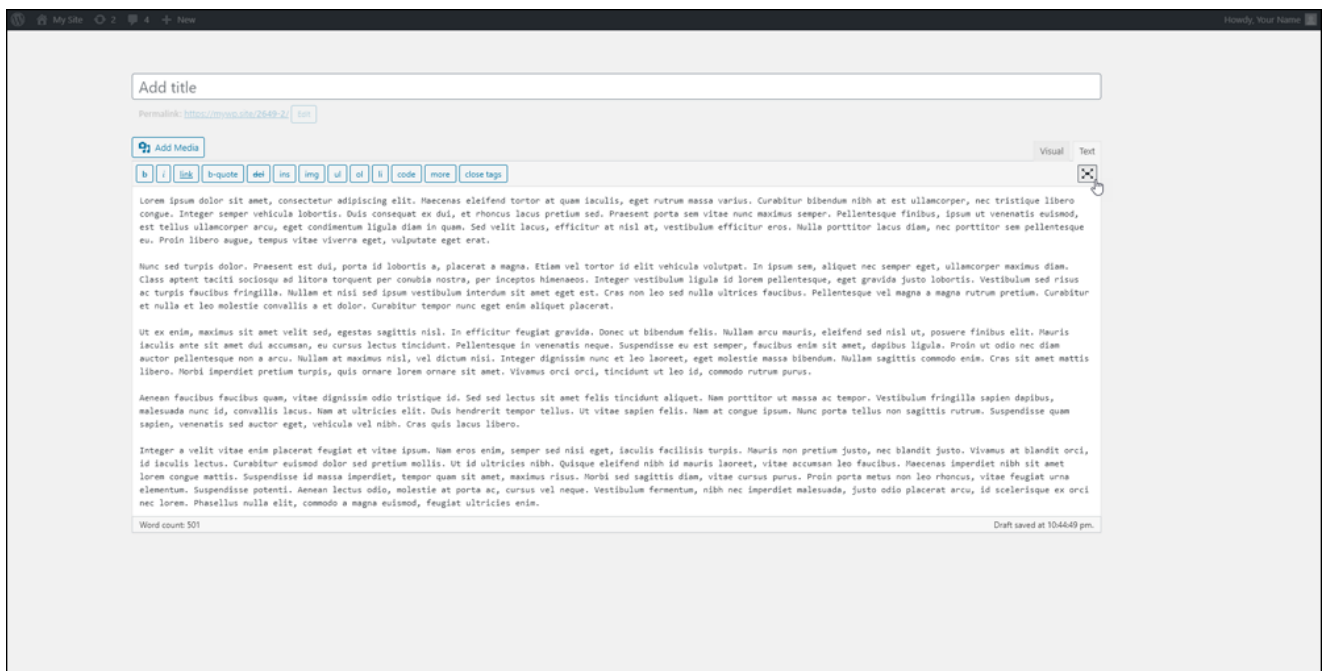 My Site 2 4 New Howdy, Your Name
Add title
Permalink: https://mywp.site/2649-2/ Edit
Add Media
Visual Text
b i link b-quote del ins img ul ol li code more close tags
Lorem ipsum dolor sit amet, consectetur adipiscing elit. Maecenas eleifend tortor at quam iaculis, eget rutrum massa varius. Curabitur bibendum nibh at est ullamcorper, nec tristique libero
congue. Integer semper vehicula lobortis. Duis consequat ex dui, et rhoncus lacus pretium sed. Praesent porta sem vitae nunc maximus semper. Pellentesque finibus, ipsum ut venenatis euismod,
est tellus ullamcorper arcu, eget condimentum ligula diam in quam. Sed velit lacus, efficitur at nisl at, vestibulum efficitur eros. Nulla porttitor lacus diam, nec porttitor sem pellentesque
eu. Proin libero augue, tempus vitae viverra eget, vulputate eget erat.
Nunc sed turpis dolor. Praesent est dui, porta id lobortis a, placerat a magna. Etiam vel tortor id elit vehicula volutpat. In ipsum sem, aliquet nec semper eget, ullamcorper maximus diam.
Class aptent taciti sociosqu ad litora torquent per conubia nostra, per inceptos himenaeos. Integer vestibulum ligula id lorem pellentesque, eget gravida justo lobortis. Vestibulum sed risus
ac turpis faucibus fringilla. Nullam et nisi sed ipsum vestibulum interdum sit amet eget est. Cras non leo sed nulla ultrices faucibus. Pellentesque vel magna a magna rutrum pretium. Curabitur
et nulla et leo molestie convallis a et dolor. Curabitur tempor nunc eget enim aliquet placerat.
Ut ex enim, maximus sit amet velit sed, egestas sagittis nisl. In efficitur feugiat gravida. Donec ut bibendum felis. Nullam arcu mauris, eleifend sed nisl ut, posuere finibus elit. Mauris
iaculis ante sit amet dui accumsan, eu cursus lectus tincidunt. Pellentesque in venenatis neque. Suspendisse eu est semper, faucibus enim sit amet, dapibus ligula. Proin ut odio nec diam
auctor pellentesque non a arcu. Nullam at maximus nisl, vel dictum nisi. Integer dignissim nunc et leo laoreet, eget molestie massa bibendum. Nullam sagittis commodo enim. Cras sit amet mattis
libero. Morbi imperdiet pretium turpis, quis ornare lorem ornare sit amet. Vivamus orci orci, tincidunt ut leo id, commodo rutrum purus.
Aenean faucibus faucibus quam, vitae dignissim odio tristique id. Sed sed lectus sit amet felis tincidunt aliquet. Nam porttitor ut massa ac tempor. Vestibulum fringilla sapien dapibus,
malesuada nunc id, convallis lacus. Nam at ultricies elit. Duis hendrerit tempor tellus. Ut vitae sapien felis. Nam at congue ipsum. Nunc porta tellus non sagittis rutrum. Suspendisse quam
sapien, venenatis sed auctor eget, vehicula vel nibh. Cras quis lacus libero.
Integer a velit vitae enim placerat feugiat et vitae ipsum. Nam eros enim, semper sed nisi eget, iaculis facilisis turpis. Mauris non pretium justo, nec blandit justo. Vivamus at blandit orci,
id iaculis lectus. Curabitur euismod dolor sed pretium mollis. Ut id ultricies nibh. Quisque eleifend nibh id mauris laoreet, vitae accumsan leo faucibus. Maecenas imperdiet nibh sit amet
lorem congue mattis. Suspendisse id massa imperdiet, tempor quam sit amet, maximus risus. Morbi sed sagittis diam, vitae cursus purus. Proin porta metus non leo rhoncus, vitae feugiat urna
elementum. Suspendisse potenti. Aenean lectus odio, molestie at porta ac, cursus vel neque. Vestibulum fermentum, nibh nec imperdiet malesuada, justo odio placerat arcu, id scelerisque ex orci
nec lorem. Phasellus nulla elit, commodo a magna euismod, feugiat ultricies enim.
Word count: 501 Draft saved at 10:44:49 pm.